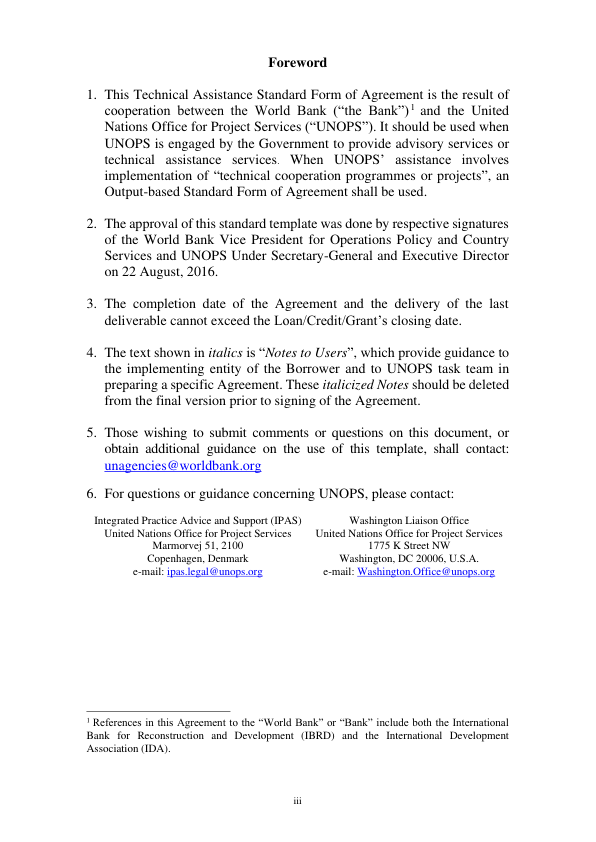 Foreword
1. This Technical Assistance Standard Form of Agreement is the result of
cooperation between the World Bank (“the Bank”)1 and the United
Nations Office for Project Services (“UNOPS”). It should be used when
UNOPS is engaged by the Government to provide advisory services or
technical assistance services. When UNOPS’ assistance involves
implementation of “technical cooperation programmes or projects”, an
Output-based Standard Form of Agreement shall be used.
2. The approval of this standard template was done by respective signatures
of the World Bank Vice President for Operations Policy and Country
Services and UNOPS Under Secretary-General and Executive Director
on 22 August, 2016.
3. The completion date of the Agreement and the delivery of the last
deliverable cannot exceed the Loan/Credit/Grant’s closing date.
4. The text shown in italics is “Notes to Users”, which provide guidance to
the implementing entity of the Borrower and to UNOPS task team in
preparing a specific Agreement. These italicized Notes should be deleted
from the final version prior to signing of the Agreement.
5. Those wishing to submit comments or questions on this document, or
obtain additional guidance on the use of this template, shall contact:
unagencies@worldbank.org
6. For questions or guidance concerning UNOPS, please contact:
Integrated Practice Advice and Support (IPAS)
United Nations Office for Project Services
Marmorvej 51, 2100
Copenhagen, Denmark
e-mail: ipas.legal@unops.org
Washington Liaison Office
United Nations Office for Project Services
1775 K Street NW
Washington, DC 20006, U.S.A.
e-mail: Washington.Office@unops.org
1 References in this Agreement to the “World Bank” or “Bank” include both the International
Bank for Reconstruction and Development (IBRD) and the International Development
Association (IDA).
iii